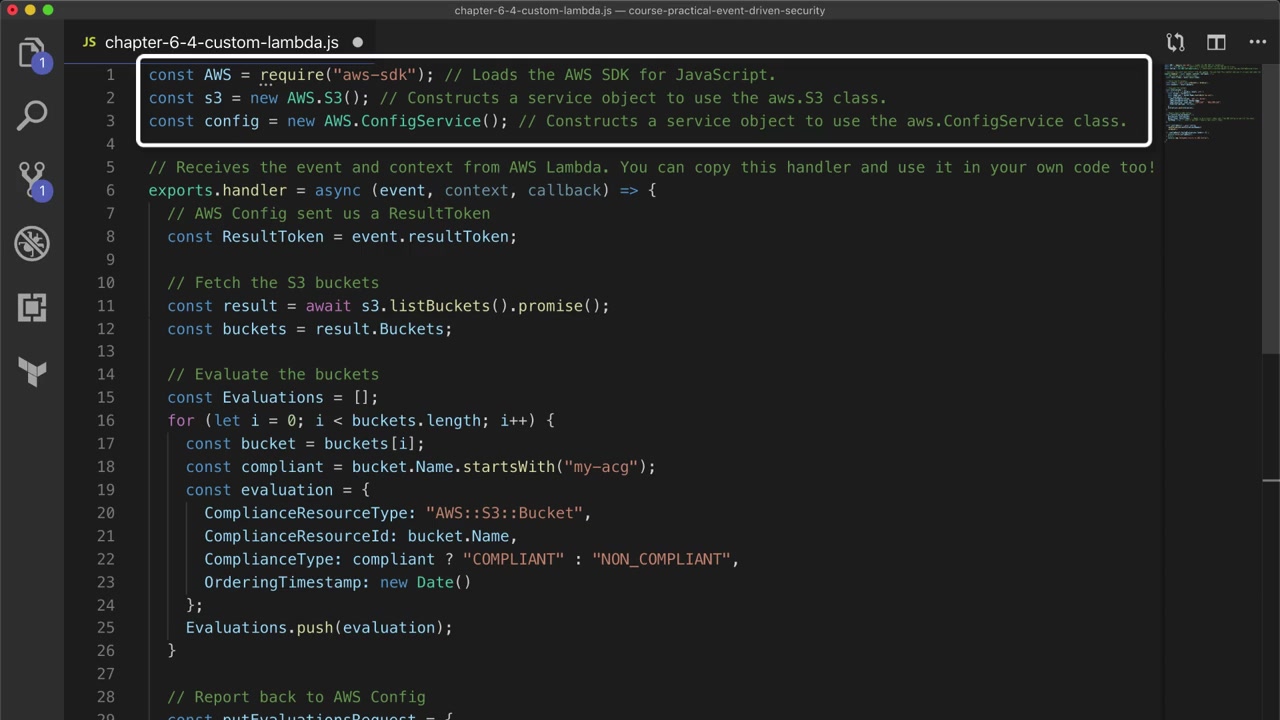 chapter-6-4-custom-lambda.js — course-practical-event-driven-security
JS chapter-6-4-custom-lambda.js
1
1
1 const AWS = require("aws-sdk"); // Loads the AWS SDK for JavaScript.
2 const s3 = new AWS.S3(); // Constructs a service object to use the aws.S3 class.
3 const config = new AWS.ConfigService(); // Constructs a service object to use the aws.ConfigService class.
4
5 // Receives the event and context from AWS Lambda. You can copy this handler and use it in your own code too!
6 exports.handler = async (event, context, callback) => {
7 // AWS Config sent us a ResultToken
8 const ResultToken = event.resultToken;
9
10 // Fetch the S3 buckets
11 const result = await s3.listBuckets().promise();
12 const buckets = result.Buckets;
13
14 // Evaluate the buckets
15 const Evaluations = [];
16 for (let i = 0; i < buckets.length; i++) {
17 const bucket = buckets[i];
18 const compliant = bucket.Name.startsWith("my-acg");
19 const evaluation = {
20 ComplianceResourceType: "AWS::S3::Bucket",
21 ComplianceResourceId: bucket.Name,
22 ComplianceType: compliant ? "COMPLIANT" : "NON_COMPLIANT",
23 OrderingTimestamp: new Date()
24 };
25 Evaluations.push(evaluation);
26 }
27
28 // Report back to AWS Config
29 const putEvaluationsRequest = {